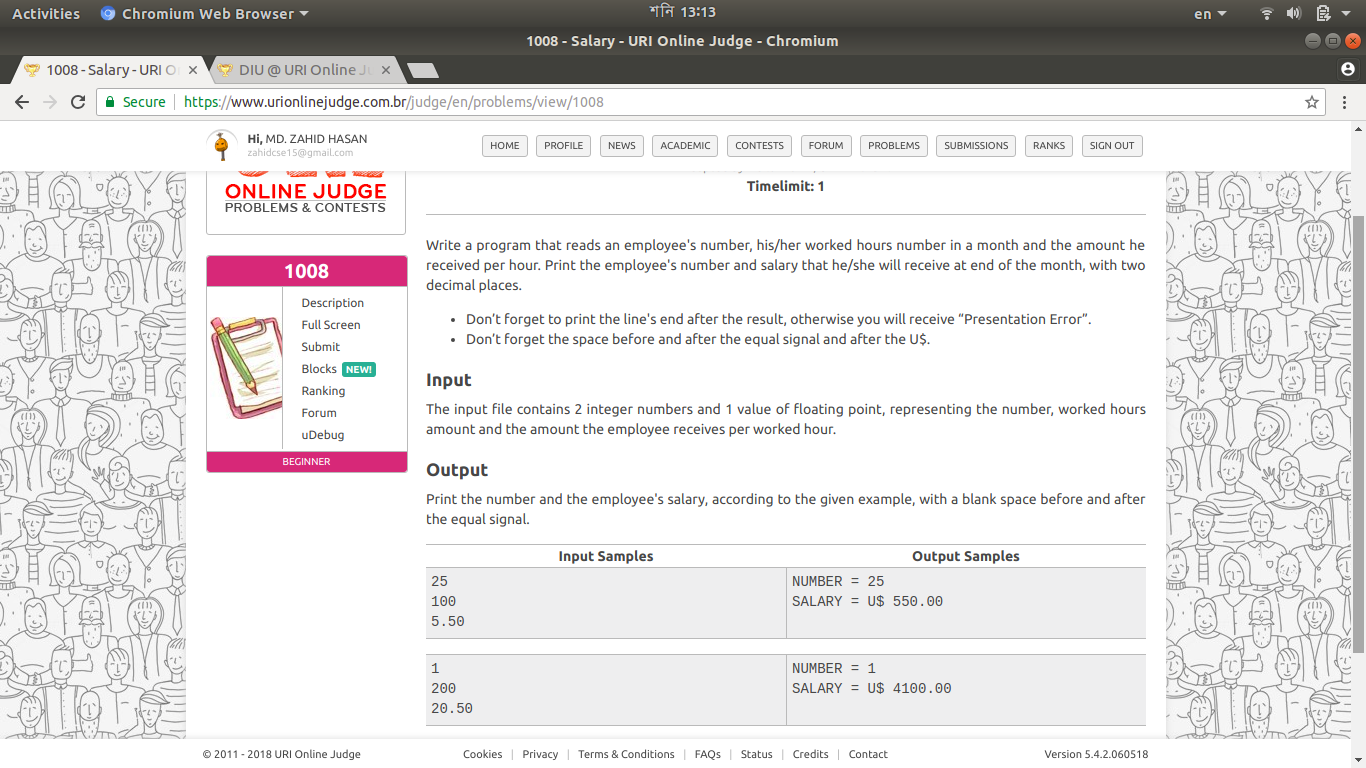 Activities Chromium Web Browser শনি 13:13 en
1008 - Salary - URI Online Judge - Chromium
1008 - Salary - URI O DIU @ URI Online Ju
Secure https://www.urionlinejudge.com.br/judge/en/problems/view/1008
Hi, MD. ZAHID HASAN
zahidcse15@gmail.com
HOME PROFILE NEWS ACADEMIC CONTESTS FORUM PROBLEMS SUBMISSIONS RANKS SIGN OUT
ONLINE JUDGE
PROBLEMS & CONTESTS
1008
Description
Full Screen
Submit
Blocks NEW!
Ranking
Forum
uDebug
BEGINNER
Timelimit: 1
Write a program that reads an employee's number, his/her worked hours number in a month and the amount he
received per hour. Print the employee's number and salary that he/she will receive at end of the month, with two
decimal places.
• Don’t forget to print the line's end after the result, otherwise you will receive “Presentation Error”.
• Don’t forget the space before and after the equal signal and after the U$.
Input
The input file contains 2 integer numbers and 1 value of floating point, representing the number, worked hours
amount and the amount the employee receives per worked hour.
Output
Print the number and the employee's salary, according to the given example, with a blank space before and after
the equal signal.
Input Samples Output Samples
25 NUMBER = 25
100 SALARY = U$ 550.00
5.50
1 NUMBER = 1
200 SALARY = U$ 4100.00
20.50
© 2011 - 2018 URI Online Judge Cookies | Privacy | Terms & Conditions | FAQs | Status | Credits | Contact Version 5.4.2.060518